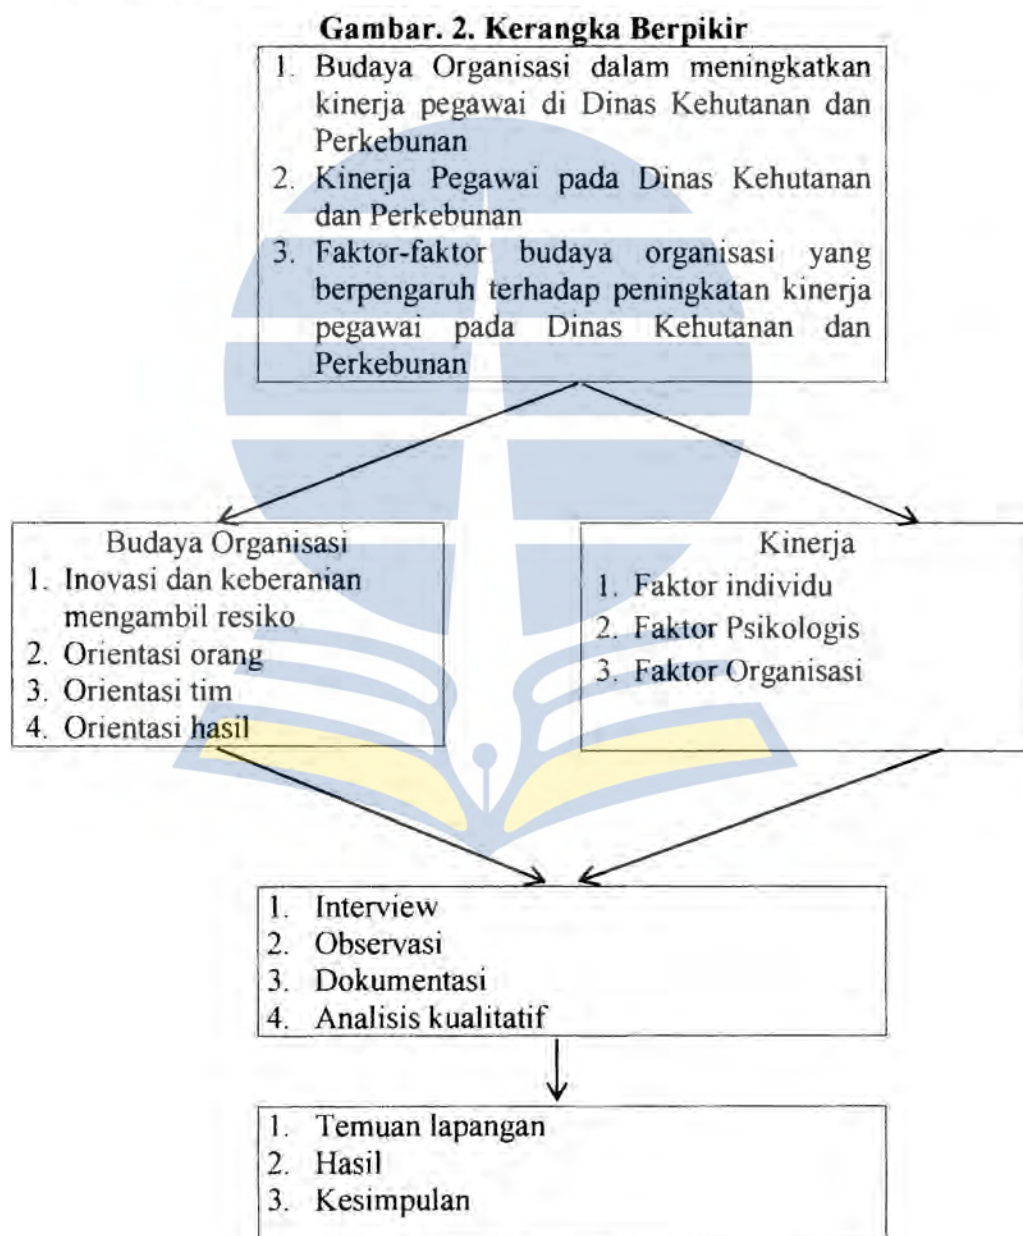 Gambar. 2. Kerangka Berpikir
1. Budaya Organisasi dalam meningkatkan
kinerja pegawai di Dinas Kehutanan dan
Perkebunan
2. Kinerja Pegawai pada Dinas Kehutanan
dan Perkebunan
3. Faktor-faktor budaya organisasi yang
berpengaruh terhadap peningkatan kinerja
pegawai pada Dinas Kehutanan dan
Perkebunan
Budaya Organisasi
1. Inovasi dan keberanian
mengambil resiko
2. Orientasi orang
3. Orientasi tim
4. Orientasi hasil
Kinerja
1. Faktor individu
2. Faktor Psikologis
3. Faktor Organisasi
1. Interview
2. Observasi
3. Dokumentasi
4. Analisis kualitatif
1. Temuan lapangan
2. Hasil
3. Kesimpulan